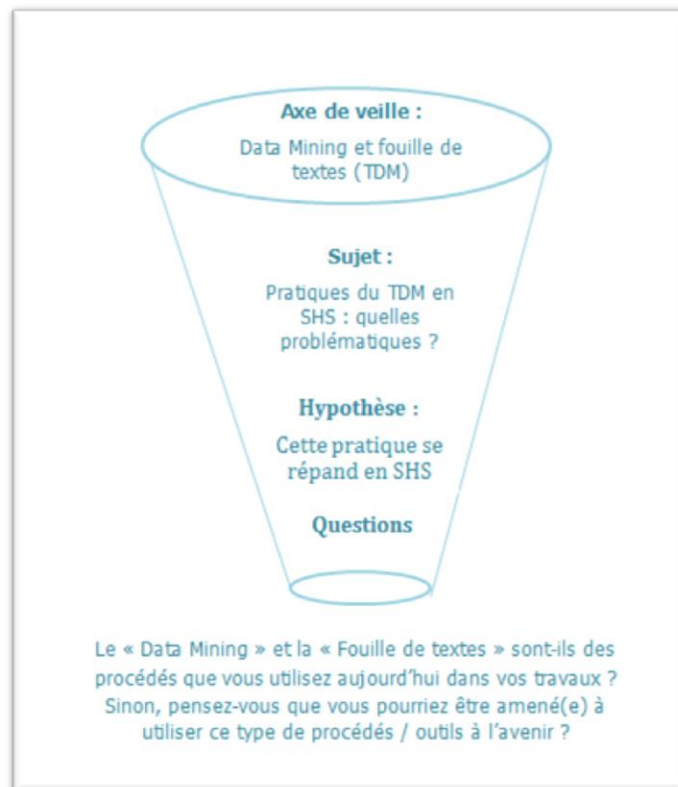 Axe de veille :
Data Mining et fouille de
textes (TDM)
Sujet :
Pratiques du TDM en
SHS : quelles
problématiques ?
Hypothèse :
Cette pratique se
répand en SHS
Questions
Le « Data Mining » et la « Fouille de textes » sont-ils des
procédés que vous utilisez aujourd’hui dans vos travaux ?
Sinon, pensez-vous que vous pourriez être amené(e) à
utiliser ce type de procédés / outils à l’avenir ?